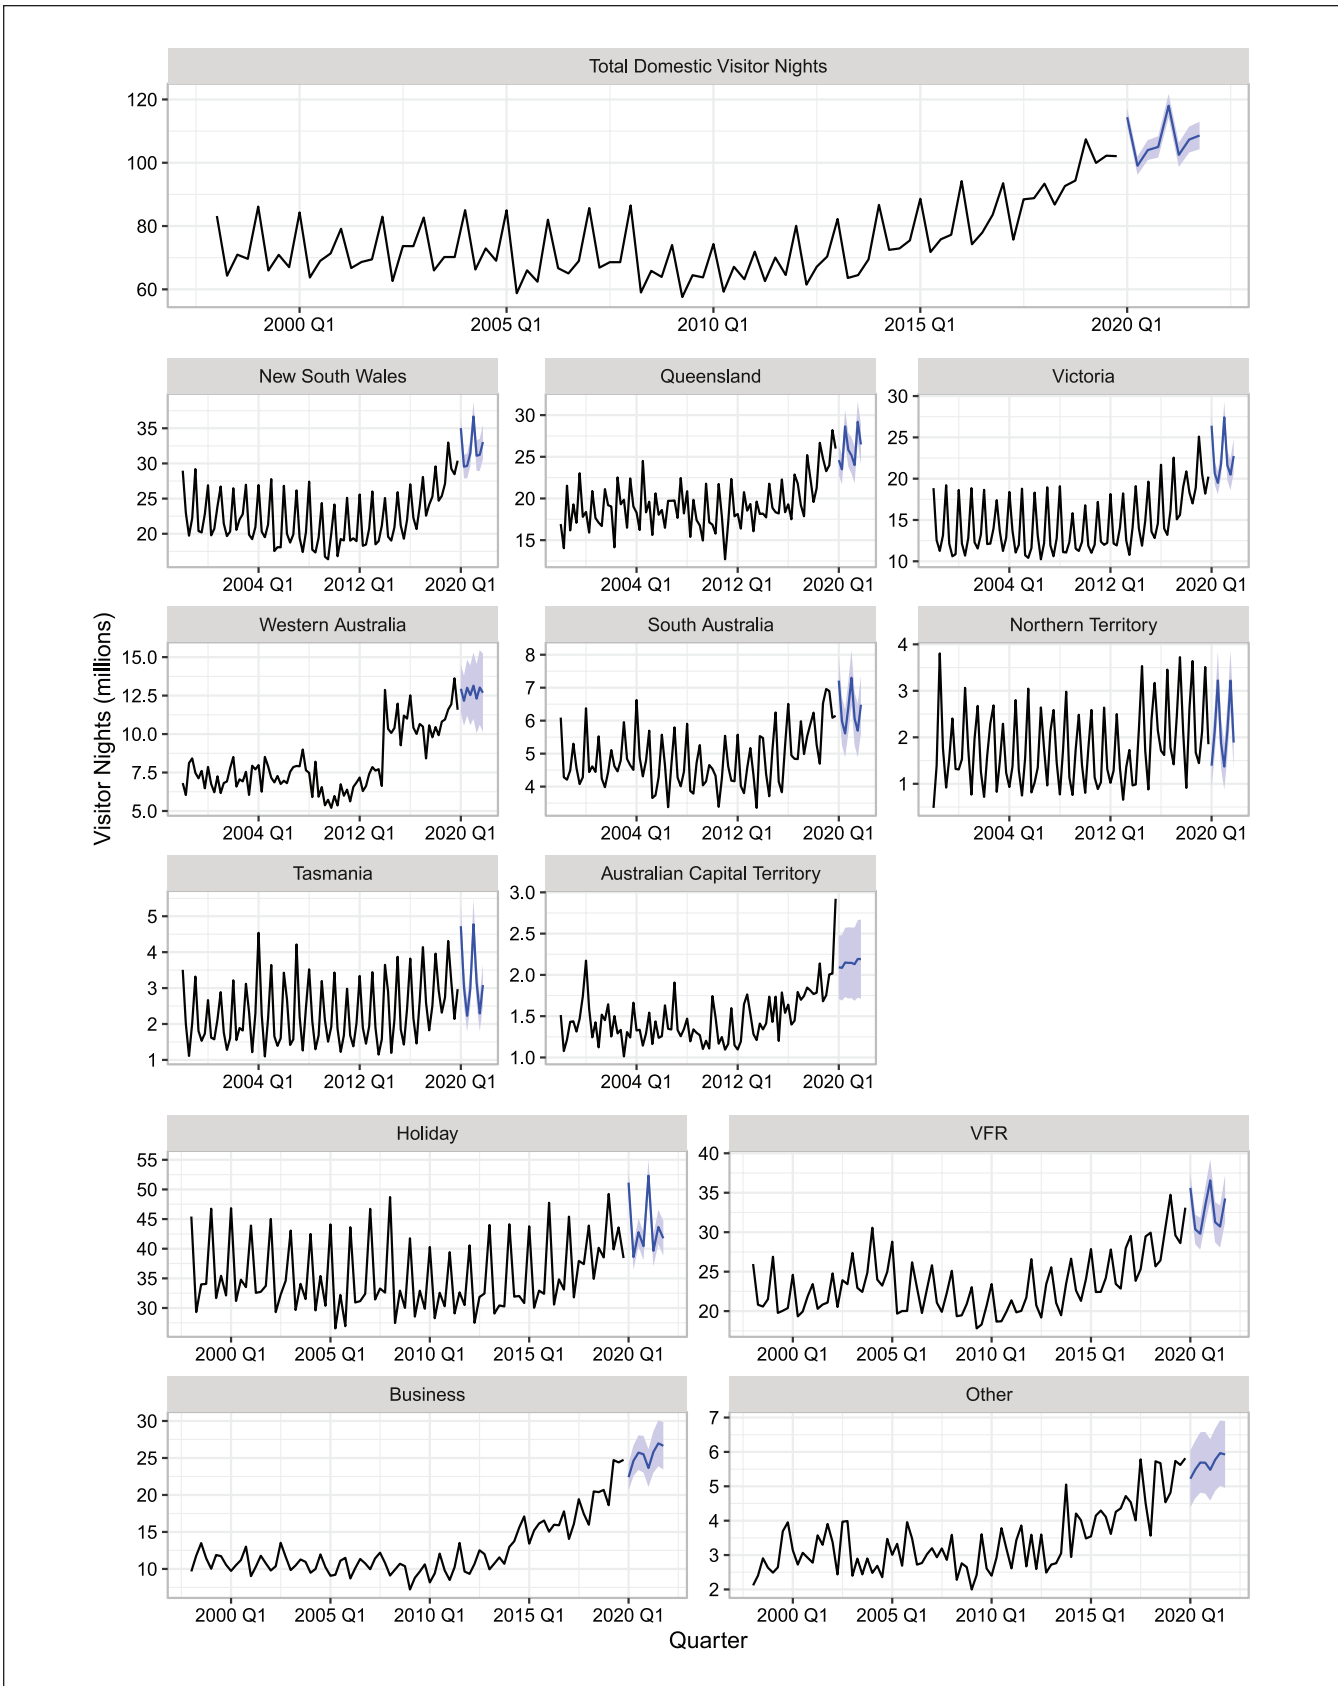 Total Domestic Visitor Nights
120
100
80
60
2000 Q1 2005 Q1 2010 Q1 2015 Q1 2020 Q1
New South Wales
35
30
25
20
2004 Q1 2012 Q1 2020 Q1
Queensland
30
25
20
15
2004 Q1 2012 Q1 2020 Q1
Victoria
30
25
20
15
10
2004 Q1 2012 Q1 2020 Q1
Visitor Nights (millions)
Western Australia
15.0
12.5
10.0
7.5
5.0
2004 Q1 2012 Q1 2020 Q1
South Australia
8
7
6
5
4
2004 Q1 2012 Q1 2020 Q1
Northern Territory
4
3
2
1
2004 Q1 2012 Q1 2020 Q1
Tasmania
5
4
3
2
1
2004 Q1 2012 Q1 2020 Q1
Australian Capital Territory
3.0
2.5
2.0
1.5
1.0
2004 Q1 2012 Q1 2020 Q1
Holiday
55
50
45
40
35
30
2000 Q1 2005 Q1 2010 Q1 2015 Q1 2020 Q1
VFR
40
35
30
25
20
2000 Q1 2005 Q1 2010 Q1 2015 Q1 2020 Q1
Business
30
25
20
15
10
2000 Q1 2005 Q1 2010 Q1 2015 Q1 2020 Q1
Other
7
6
5
4
3
2
2000 Q1 2005 Q1 2010 Q1 2015 Q1 2020 Q1
Quarter